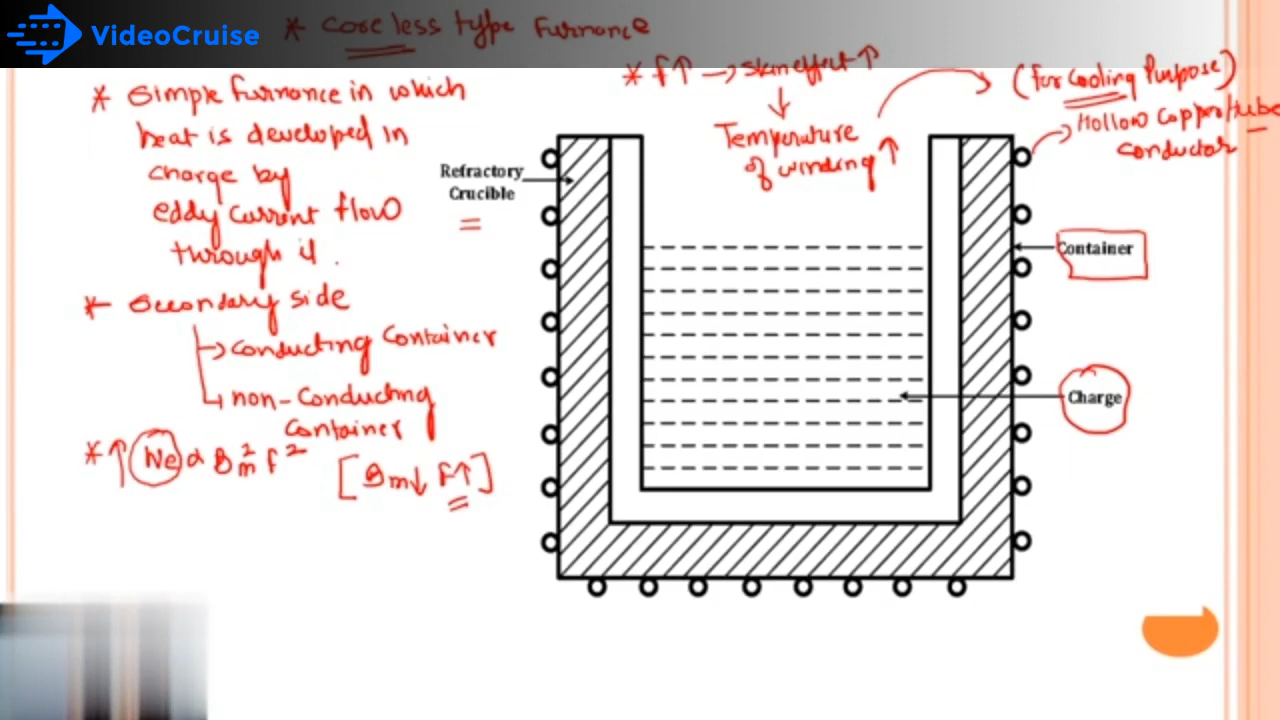 VideoCruise
* Core less type Furnance
* f↑ → Skin effect ↑
(for Cooling Purpose)
* Simple Furnance in which
heat is developed in
charge by
eddy current flow
through it.
Temperature
of winding ↑
Hollow Copper/tube
conductor
Refractory
Crucible
Container
* Secondary side
→ Conducting Container
→ non-Conducting
Container
Charge
* ↑ We α Bm² f²
[Bm↓ f↑]